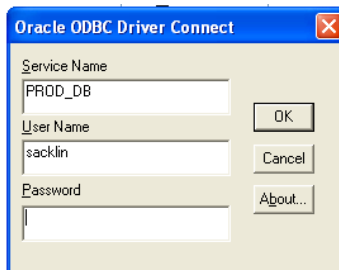 Oracle ODBC Driver Connect
Service Name
PROD_DB
OK
User Name
sacklin
Cancel
Password
About...